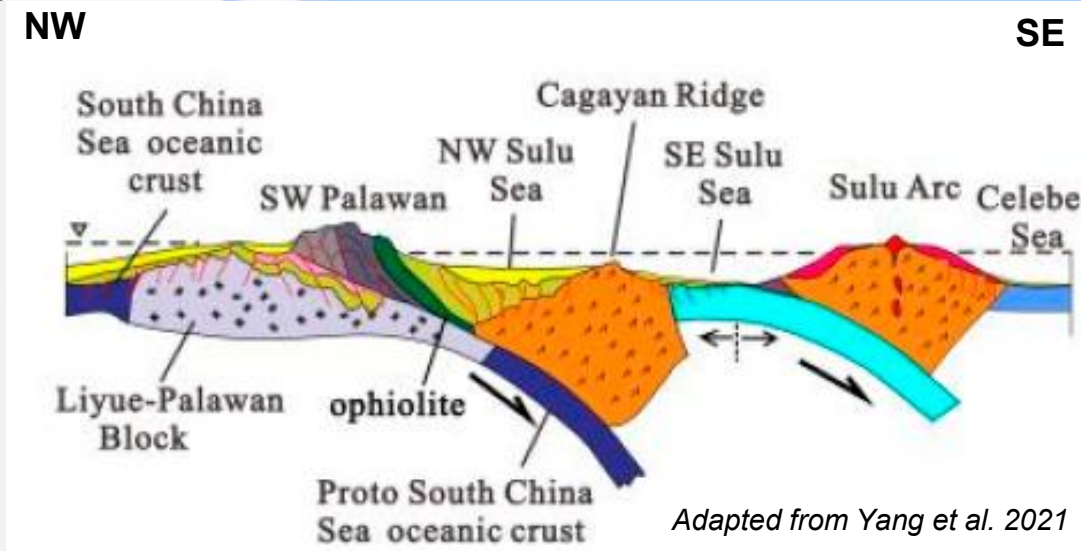 NW
SE
South China
Sea oceanic
crust
SW Palawan
NW Sulu
Sea
Cagayan Ridge
SE Sulu
Sea
Sulu Arc
Celebe
Sea
Liyue-Palawan
Block
ophiolite
Proto South China
Sea oceanic crust
Adapted from Yang et al. 2021